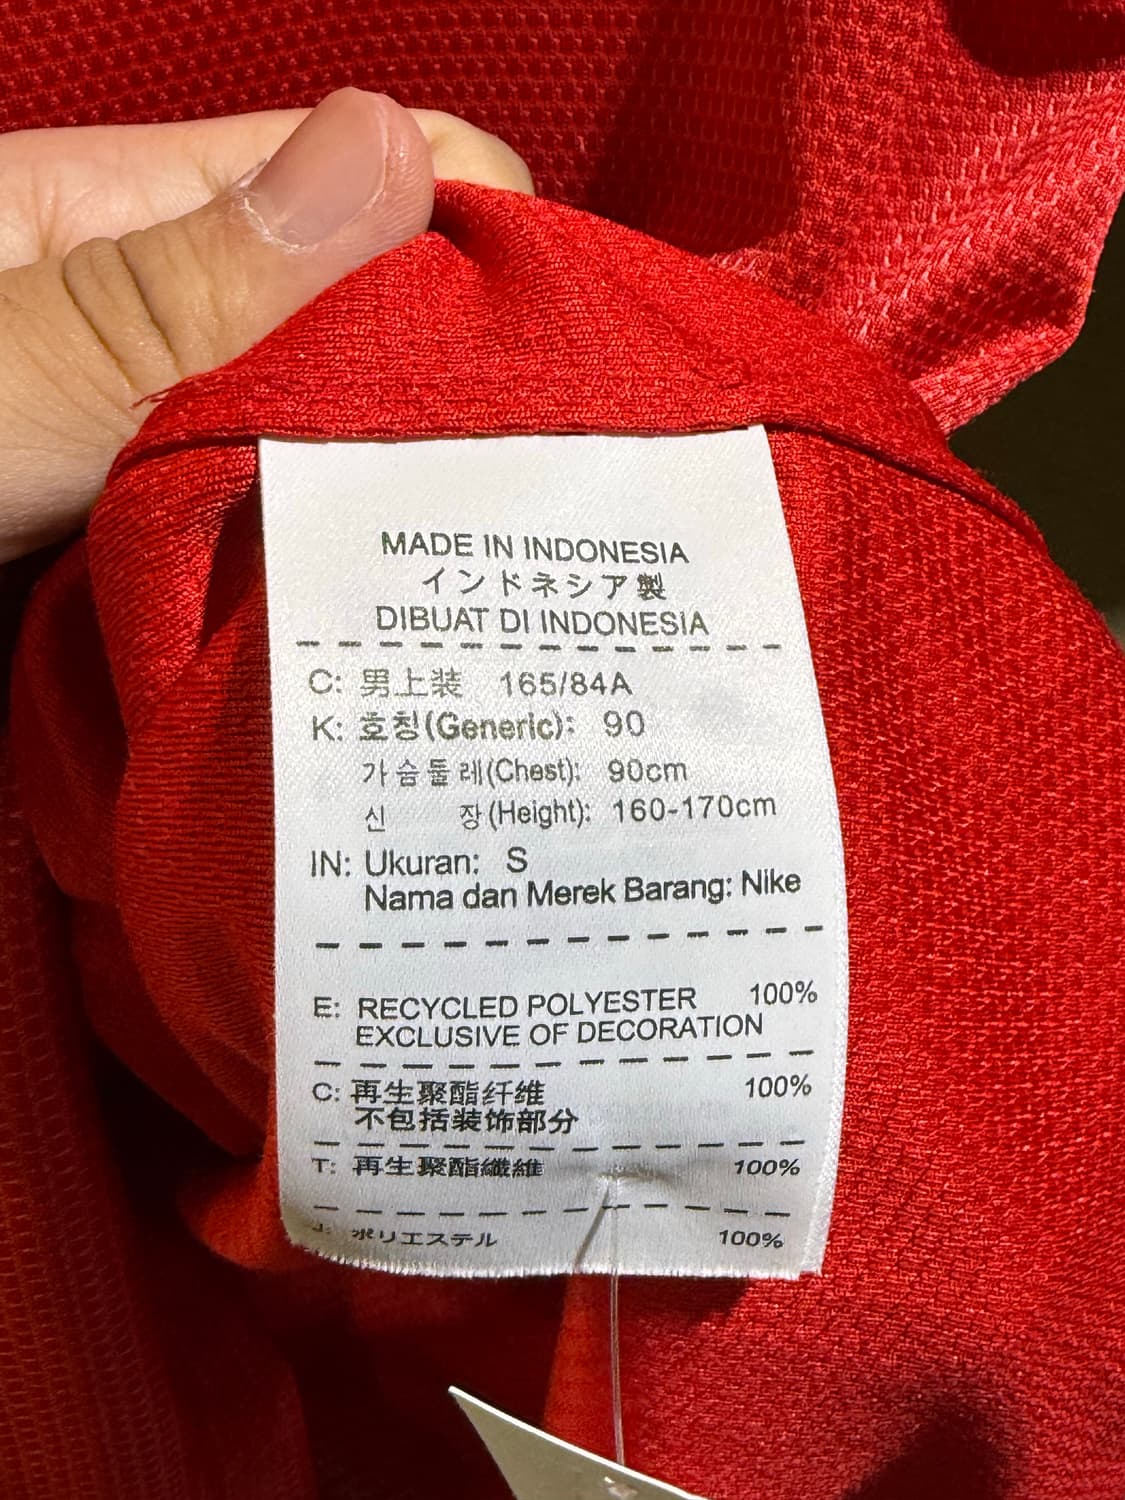 MADE IN INDONESIA
インドネシア製
DIBUAT DI INDONESIA
C: 男上装 165/84A
K: 호칭(Generic): 90
가슴둘레(Chest): 90cm
신 장(Height): 160-170cm
IN: Ukuran: S
Nama dan Merek Barang: Nike
E: RECYCLED POLYESTER 100%
EXCLUSIVE OF DECORATION
C: 再生聚酯纤维 100%
不包括装饰部分
T: 再生聚酯纖維 100%
J: ポリエステル 100%